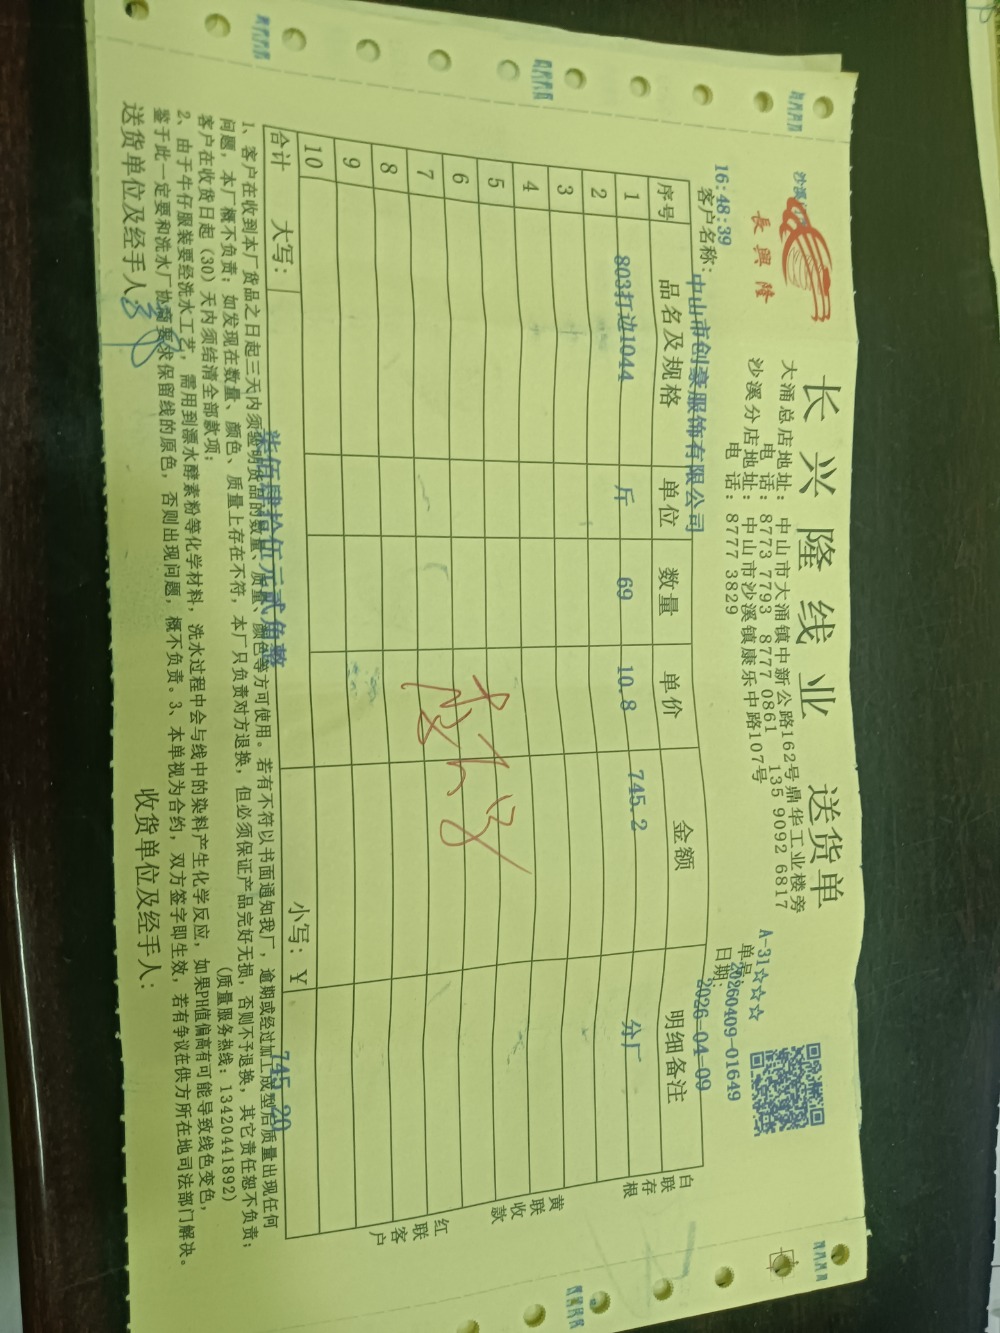 長興隆
长兴隆线业 送货单
大涌总店地址：中山市大涌镇中新公路162号鼎华工业楼旁
电 话：8773 7793 8777 0861 135 9092 6817
沙溪分店地址：中山市沙溪镇康乐中路107号
电 话：8777 3829
A-31☆☆☆
单号：20260409-01649
16:48:39
日期：2026-04-09
客户名称：中山市创豪服饰有限公司
序号 品名及规格 单位 数量 单价 金额 明细备注
1 803打边1044 斤 69 10.8 745.2 分厂
2
3
4
5
6
7
8
9
10
合计 大写：柒佰肆拾伍元贰角整 小写：￥745.20
白联存根
黄联收款
红联客户
1、客户在收到本厂货品之日起三天内须验明货品的数量、质量、颜色等方可使用。若有不符以书面通知我厂，逾期或经过加工成型后质量出现任何
问题，本厂概不负责；如发现在数量、颜色、质量上存在不符，本厂只负责对方退换，但必须保证产品完好无损，否则不予退换，其它责任恕不负责；
客户在收货日起（30）天内须结清全部款项；
(质量服务热线：13420441892)
2、由于牛仔服装要经洗水工艺，需用到漂水酵素粉等化学材料，洗水过程中会与线中的染料产生化学反应，如果PH值偏高有可能导致线色变色，
鉴于此一定要和洗水厂协商要求保留线的原色，否则出现问题，概不负责。3、本单视为合约，双方签字即生效，若有争议在供方所在地司法部门解决。
送货单位及经手人：
收货单位及经手人：